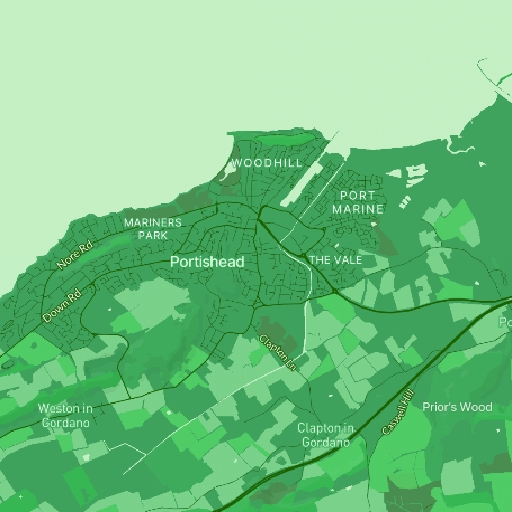 WOODHILL
PORT
MARINE
MARINERS
PARK
Nore Rd
Portishead
THE VALE
Down Rd
Clapton Ln
Weston in
Gordano
Prior's Wood
Caswell Hill
Clapton in
Gordano